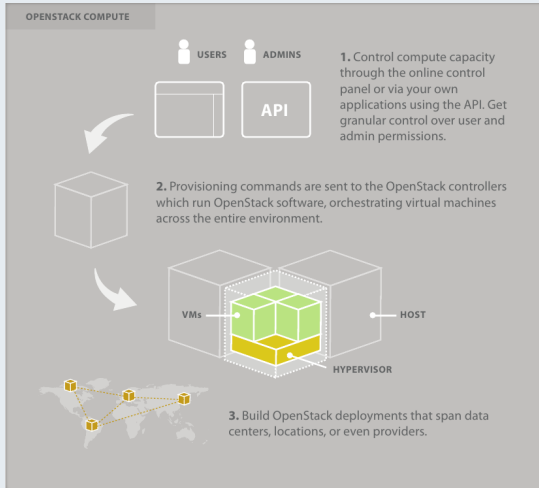 OPENSTACK COMPUTE
USERS
ADMINS
API
1. Control compute capacity
through the online control
panel or via your own
applications using the API. Get
granular control over user and
admin permissions.
2. Provisioning commands are sent to the OpenStack controllers
which run OpenStack software, orchestrating virtual machines
across the entire environment.
VMs
HOST
HYPERVISOR
3. Build OpenStack deployments that span data
centers, locations, or even providers.